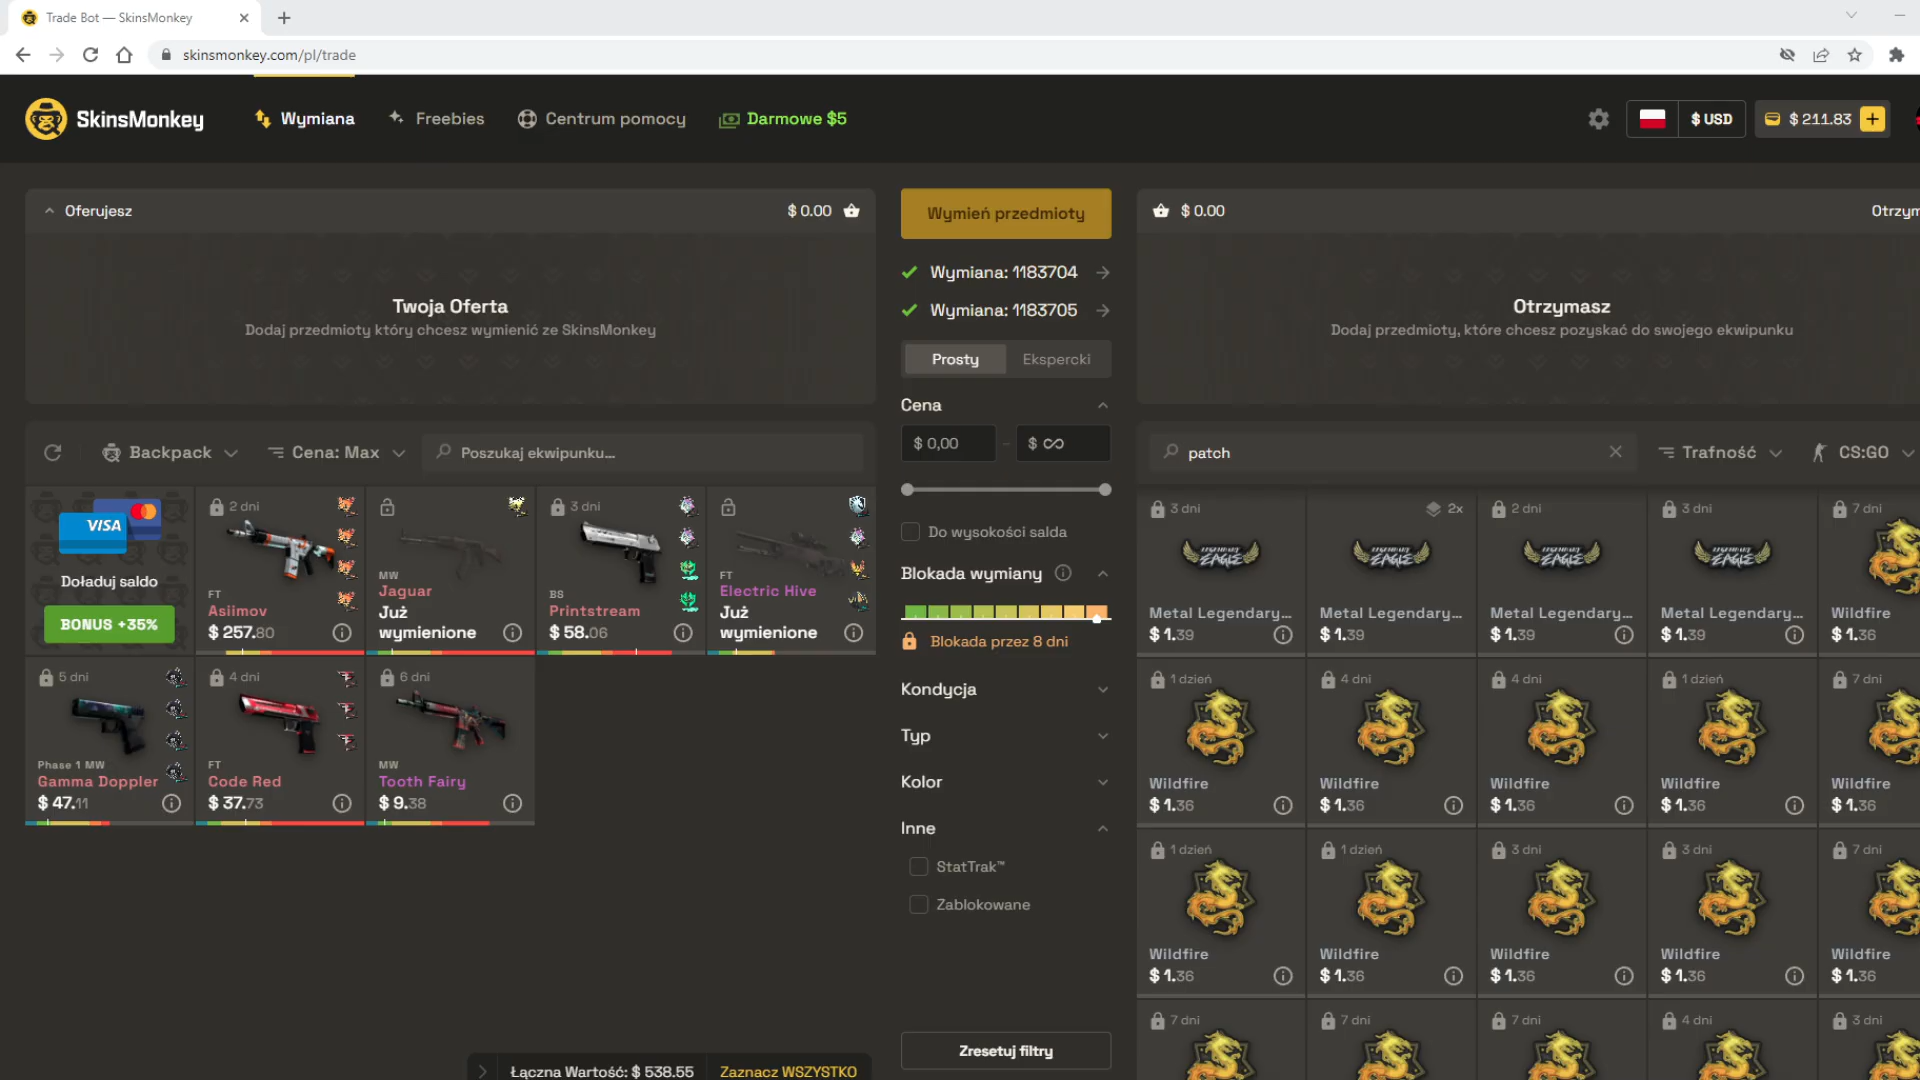 Trade Bot — SkinsMonkey
skinsmonkey.com/pl/trade
SkinsMonkey
Wymiana
Freebies
Centrum pomocy
Darmowe $5
$ USD
$ 211.83
Oferujesz
$ 0.00
Twoja Oferta
Dodaj przedmioty który chcesz wymienić ze SkinsMonkey
Wymień przedmioty
Wymiana: 1183704
Wymiana: 1183705
Prosty
Ekspercki
Cena
$ 0,00
-
$ ∞
Do wysokości salda
Blokada wymiany
Blokada przez 8 dni
Kondycja
Typ
Kolor
Inne
StatTrak™
Zablokowane
Zresetuj filtry
$ 0.00
Otrzym
Otrzymasz
Dodaj przedmioty, które chcesz pozyskać do swojego ekwipunku
Backpack
Cena: Max
Poszukaj ekwipunku...
VISA
Doładuj saldo
BONUS +35%
2 dni
FT
Asiimov
$ 257.80
MW
Jaguar
Już
wymienione
3 dni
BS
Printstream
$ 58.06
FT
Electric Hive
Już
wymienione
5 dni
Phase 1 MW
Gamma Doppler
$ 47.11
4 dni
FT
Code Red
$ 37.73
6 dni
MW
Tooth Fairy
$ 9.38
Łączna Wartość: $ 538.55
Zaznacz WSZYSTKO
patch
Trafność
CS:GO
3 dni
LEGENDARY
EAGLE
Metal Legendary...
$ 1.39
2x
LEGENDARY
EAGLE
Metal Legendary...
$ 1.39
2 dni
LEGENDARY
EAGLE
Metal Legendary...
$ 1.39
3 dni
LEGENDARY
EAGLE
Metal Legendary...
$ 1.39
7 dni
Wildfire
$ 1.36
1 dzień
Wildfire
$ 1.36
4 dni
Wildfire
$ 1.36
4 dni
Wildfire
$ 1.36
1 dzień
Wildfire
$ 1.36
7 dni
Wildfire
$ 1.36
1 dzień
Wildfire
$ 1.36
1 dzień
Wildfire
$ 1.36
3 dni
Wildfire
$ 1.36
3 dni
Wildfire
$ 1.36
7 dni
Wildfire
$ 1.36
7 dni
7 dni
7 dni
4 dni
3 dni